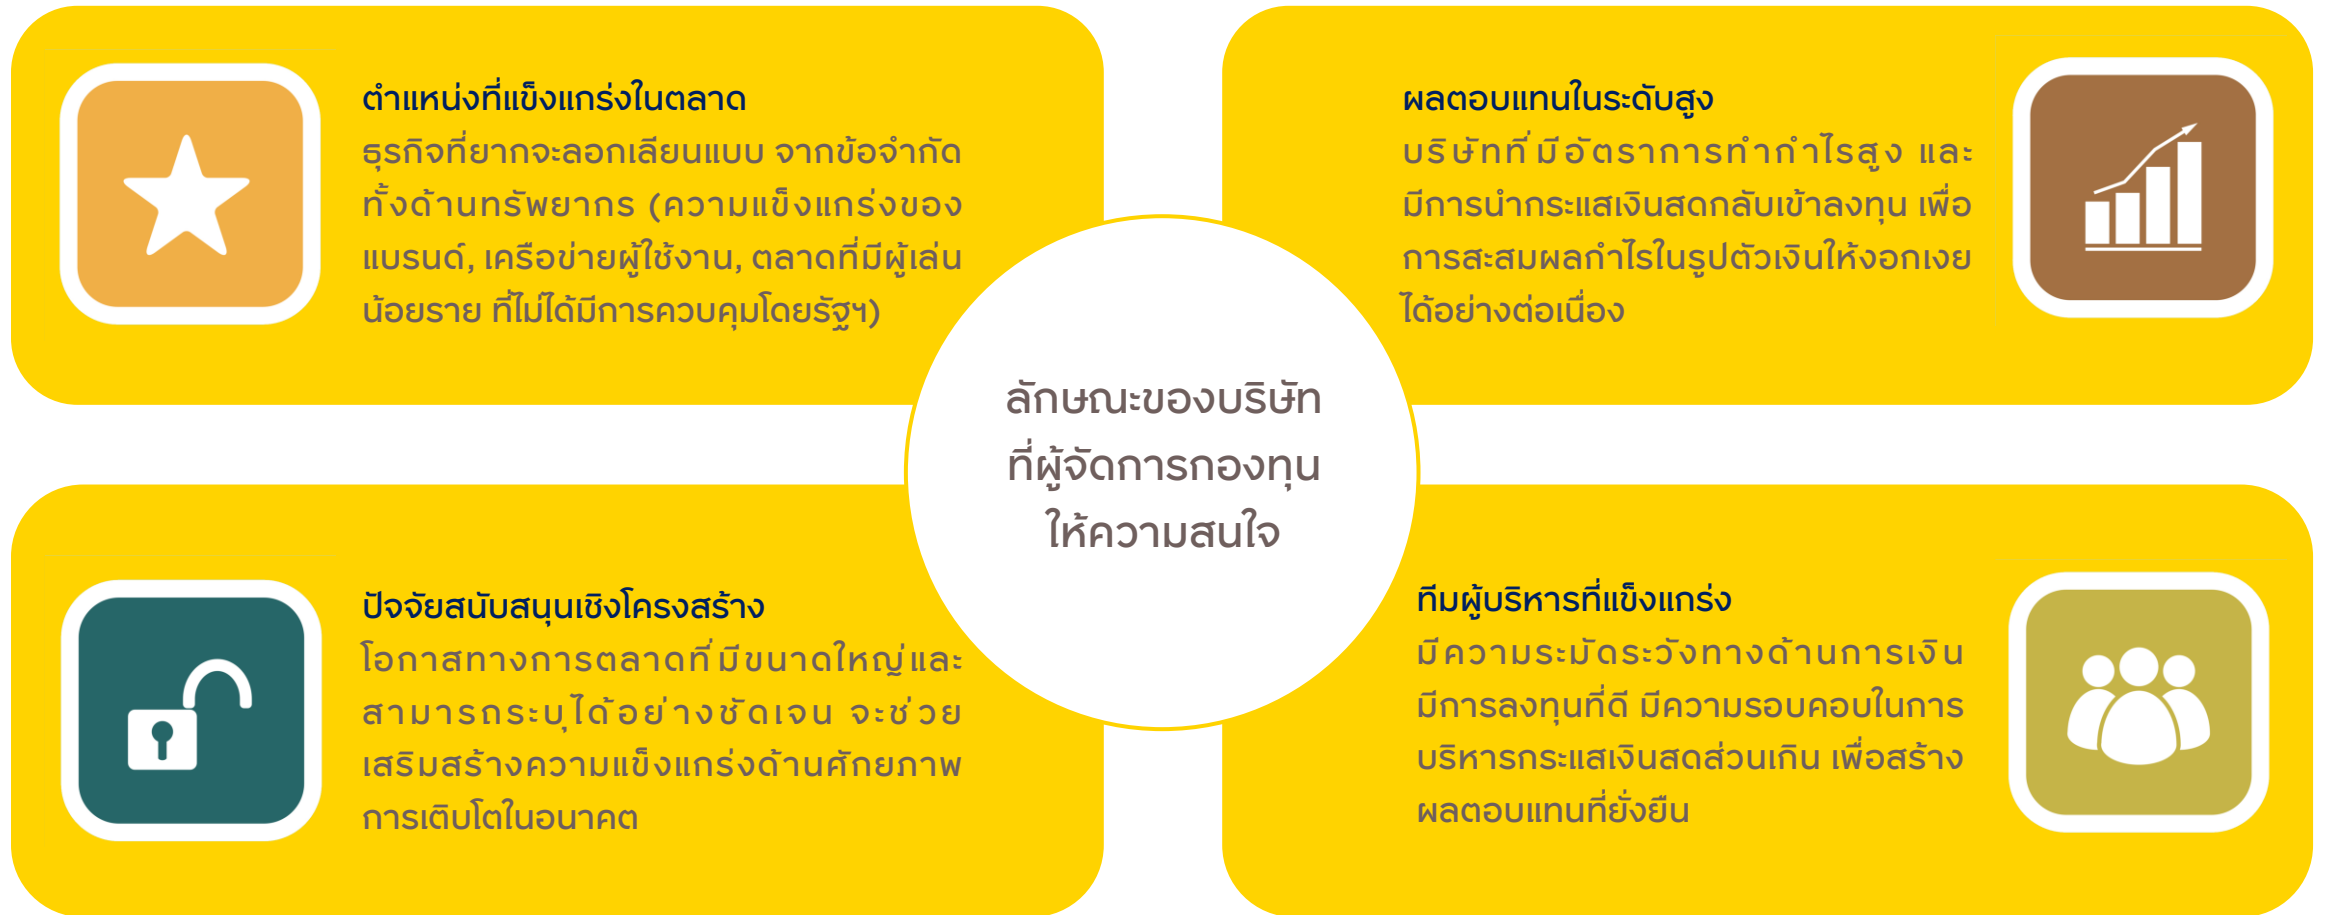 ตำแหน่งที่แข็งแกร่งในตลาด
ธุรกิจที่ยากจะลอกเลียนแบบ จากข้อจำกัด
ทั้งด้านทรัพยากร (ความแข็งแกร่งของ
แบรนด์, เครือข่ายผู้ใช้งาน, ตลาดที่มีผู้เล่น
น้อยราย ที่ไม่ได้มีการควบคุมโดยรัฐฯ)
ผลตอบแทนในระดับสูง
บริษัทที่มีอัตราการทำกำไรสูง และ
มีการนำกระแสเงินสดกลับเข้าลงทุน เพื่อ
การสะสมผลกำไรในรูปตัวเงินให้งอกเงย
ได้อย่างต่อเนื่อง
ลักษณะของบริษัท
ที่ผู้จัดการกองทุน
ให้ความสนใจ
ปัจจัยสนับสนุนเชิงโครงสร้าง
โอกาสทางการตลาดที่มีขนาดใหญ่และ
สามารถระบุได้อย่างชัดเจน จะช่วย
เสริมสร้างความแข็งแกร่งด้านศักยภาพ
การเติบโตในอนาคต
ทีมผู้บริหารที่แข็งแกร่ง
มีความระมัดระวังทางด้านการเงิน
มีการลงทุนที่ดี มีความรอบคอบในการ
บริหารกระแสเงินสดส่วนเกิน เพื่อสร้าง
ผลตอบแทนที่ยั่งยืน